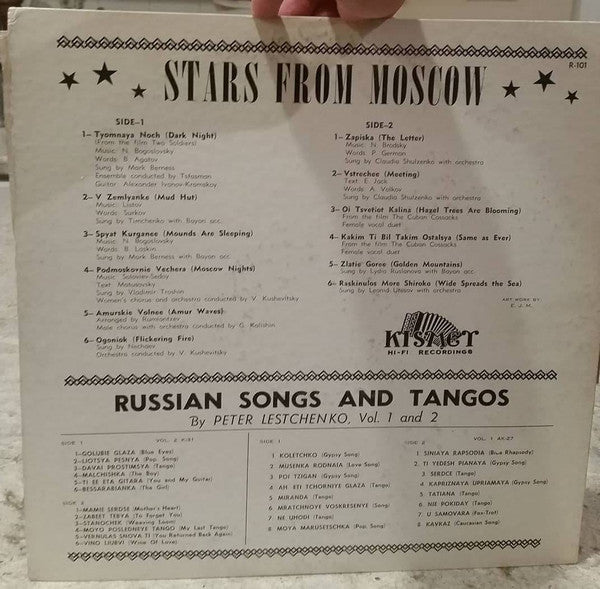 R-101
STARS FROM MOSCOW
SIDE-1
1— Tyomnaya Noch (Dark Night)
(From the film Two Soldiers)
Music: N. Bogoslovsky
Words: B. Agatov
Sung by Mark Berness
Ensemble conducted by Tsfasman
Guitar: Alexander Ivanov-Kramskoy
2— V Zemlyanke (Mud Hut)
Music: Listov
Words: Surkov
Sung by Timchenko with Bayan acc.
3— Spyat Kurganee (Mounds Are Sleeping)
Music: N. Bogoslovsky
Words: B. Laskin
Sung by Mark Berness with Bayan acc.
4— Podmoskovnie Vechera (Moscow Nights)
Music: Soloviev-Sedoy
Text: Matusovsky
Sung by Vladimir Troshin
Women's chorus and orchestra conducted by V. Kushevitsky
5— Amurskie Volnee (Amur Waves)
Arranged by Rumiantzev
Male chorus with orchestra conducted by G. Kolishin
6— Ogoniok (Flickering Fire)
Sung by Nechaiev
Orchestra conducted by V. Kushevitsky
SIDE-2
1— Zapiska (The Letter)
Music: N. Brodsky
Words: P. German
Sung by Claudia Shulzenko with orchestra
2— Vstrechee (Meeting)
Text: E. Jack
Words: A. Volkov
Sung by Claudia Shulzenko with orchestra
3— Oi Tsvetiot Kalina (Hazel Trees Are Blooming)
From the film The Cuban Cossacks
Female vocal duet
4— Kakim Ti Bil Takim Ostalsya (Same as Ever)
From the film The Cuban Cossacks
Female vocal duet
5— Zlatie Goree (Golden Mountains)
Sung by Lydia Ruslanova with Bayan acc.
6— Raskinulos More Shiroko (Wide Spreads the Sea)
Sung by Leonid Utesov with orchestra
ART WORK BY
E. J. M.
KISMET
HI-FI RECORDINGS
RUSSIAN SONGS AND TANGOS
By PETER LESTCHENKO, Vol. 1 and 2
SIDE 1 VOL. 2 K-31
1—GOLUBIE GLAZA (Blue Eyes)
2—LIOTSYA PESNYA (Pop. Song)
3—DAVAI PROSTIMSYA (Tango)
4—MALCHISHKA (The Boy)
5—TI EE ETA GITARA (You and My Guitar)
6—BESSARABIANKA (The Girl)
SIDE 2
1—MAMIE SERDSE (Mother's Heart)
2—ZABEET TEBYA (To Forget You)
3—STANOCHEK (Weaving Loom)
4—MOYO POSLEDNEYE TANGO (My Last Tango)
5—VERNULAS SNOVA TI (You Returned Back Again)
6—VINO LIUBVI (Wine Of Love)
SIDE 1
1 KOLETCHKO (Gypsy Song)
2 MUSENKA RODNAIA (Love Song)
3 POI TZIGAN (Gypsy Song)
4 AH, ETI TCHORNIYE GLAZA (Tango)
5 MIRANDA (Tango)
6 MRATCHNOYE VOSKRESENYE (Song)
7 NE UHODI (Tango)
8 MOYA MARUSETSCHKA (Pop. Song)
SIDE 2 VOL. 1 AK-27
1 SINIAYA RAPSODIA (Blue Rhapsody)
2 TI YEDESH PIANAYA (Gypsy Song)
3 SERDCE (Tango)
4 KAPRIZNAYA UPRIAMAYA (Gypsy Song)
5 TATIANA (Tango)
6 NIE POKIDAY (Tango)
7 U SAMOVARA (Fox-Trot)
8 KAVKAZ (Caucasian Song)